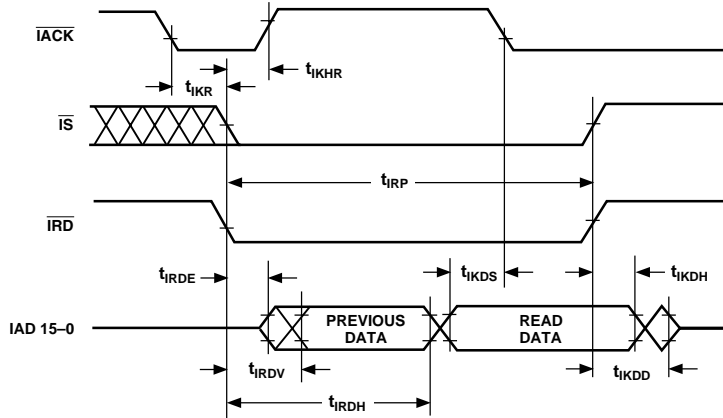 IACK
tIKR
tIKHR
IS
tIRP
IRD
tIRDE
tIKDS
tIKDH
IAD 15–0
PREVIOUS
DATA
READ
DATA
tIRDV
tIKDD
tIRDH